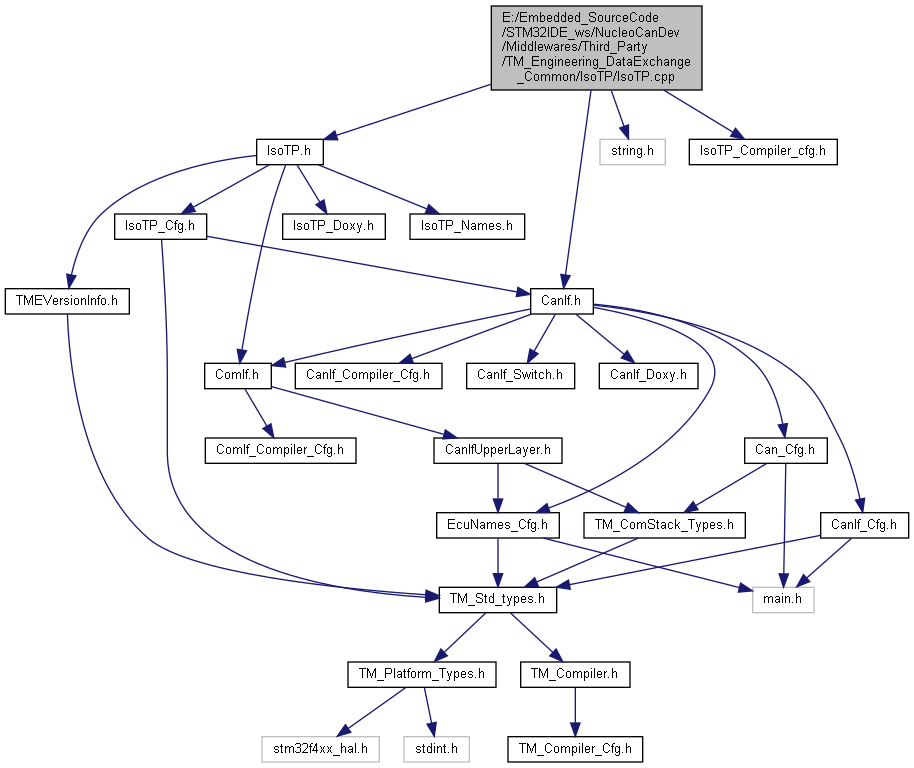 E:/Embedded_SourceCode
/STM32IDE_ws/NucleoCanDev
/Middlewares/Third_Party
/TM_Engineering_DataExchange
_Common/IsoTP/IsoTP.cpp
IsoTP.h
string.h
IsoTP_Compiler_cfg.h
IsoTP_Cfg.h
IsoTP_Doxy.h
IsoTP_Names.h
TMEVersionInfo.h
CanIf.h
ComIf.h
CanIf_Compiler_Cfg.h
CanIf_Switch.h
CanIf_Doxy.h
ComIf_Compiler_Cfg.h
CanIfUpperLayer.h
Can_Cfg.h
EcuNames_Cfg.h
TM_ComStack_Types.h
CanIf_Cfg.h
TM_Std_types.h
main.h
TM_Platform_Types.h
TM_Compiler.h
stm32f4xx_hal.h
stdint.h
TM_Compiler_Cfg.h